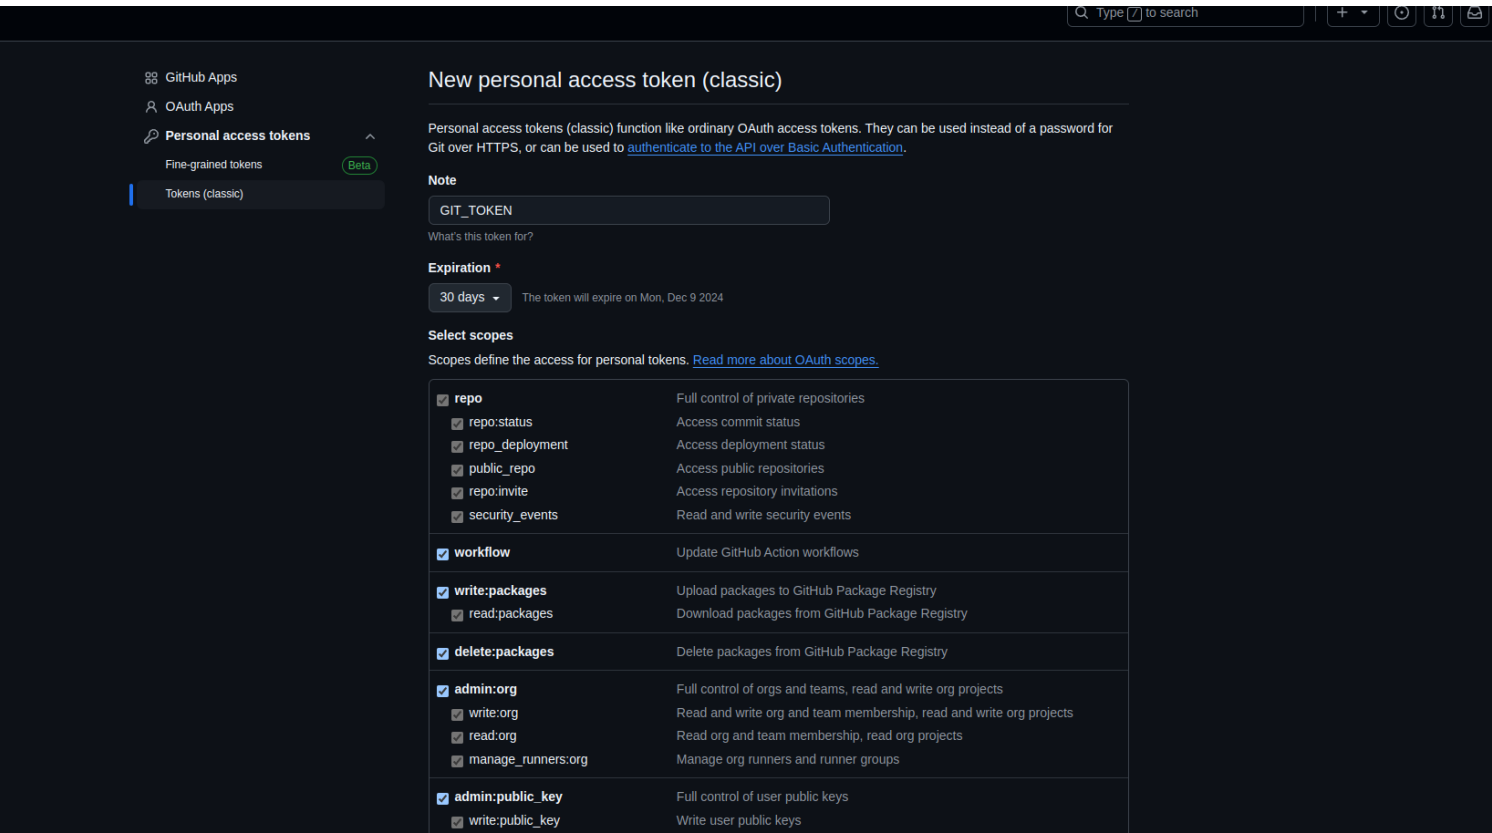 Type / to search
GitHub Apps
OAuth Apps
Personal access tokens
Fine-grained tokens Beta
Tokens (classic)
New personal access token (classic)
Personal access tokens (classic) function like ordinary OAuth access tokens. They can be used instead of a password for
Git over HTTPS, or can be used to authenticate to the API over Basic Authentication.
Note
GIT_TOKEN
What's this token for?
Expiration *
30 days The token will expire on Mon, Dec 9 2024
Select scopes
Scopes define the access for personal tokens. Read more about OAuth scopes.
repo Full control of private repositories
repo:status Access commit status
repo_deployment Access deployment status
public_repo Access public repositories
repo:invite Access repository invitations
security_events Read and write security events
workflow Update GitHub Action workflows
write:packages Upload packages to GitHub Package Registry
read:packages Download packages from GitHub Package Registry
delete:packages Delete packages from GitHub Package Registry
admin:org Full control of orgs and teams, read and write org projects
write:org Read and write org and team membership, read and write org projects
read:org Read org and team membership, read org projects
manage_runners:org Manage org runners and runner groups
admin:public_key Full control of user public keys
write:public_key Write user public keys